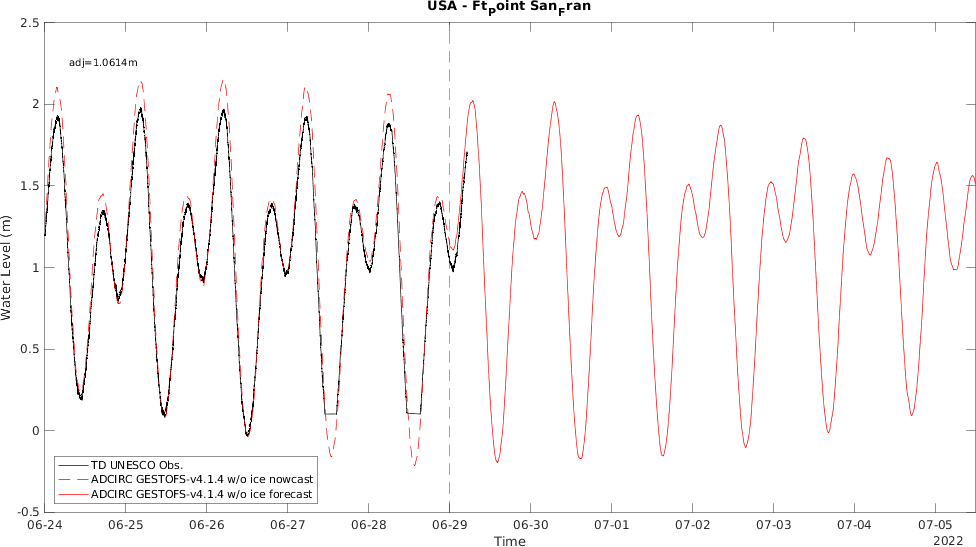 USA - FtPoint SanFran
2.5
adj=1.0614m
2
1.5
Water Level (m)
1
0.5
0
TD UNESCO Obs.
ADCIRC GESTOFS-v4.1.4 w/o ice nowcast
ADCIRC GESTOFS-v4.1.4 w/o ice forecast
-0.5
06-24 06-25 06-26 06-27 06-28 06-29 06-30 07-01 07-02 07-03 07-04 07-05
Time
2022